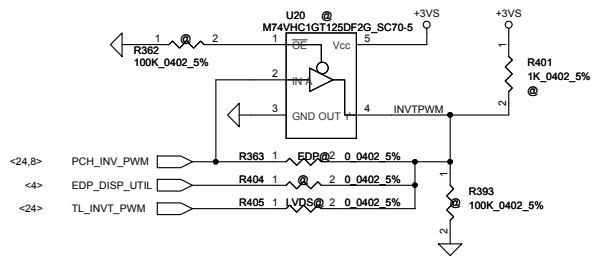 U20 @
M74VHC1GT125DF2G_SC70-5
+3VS
+3VS
1 @ 2
R362
100K_0402_5%
1 OE Vcc 5
2 IN A
3 GND OUT Y 4
INVTPWM
1
R401
1K_0402_5%
2 @
<24,8> PCH_INV_PWM R363 1 EDP@ 2 0_0402_5%
<4> EDP_DISP_UTIL R404 1 @ 2 0_0402_5%
<24> TL_INVT_PWM R405 1 LVDS@ 2 0_0402_5%
1
R393
@ 100K_0402_5%
2